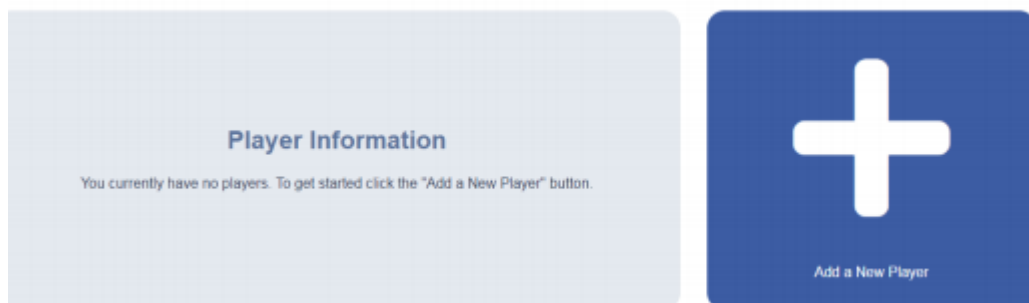 Player Information
You currently have no players. To get started click the "Add a New Player" button.
Add a New Player